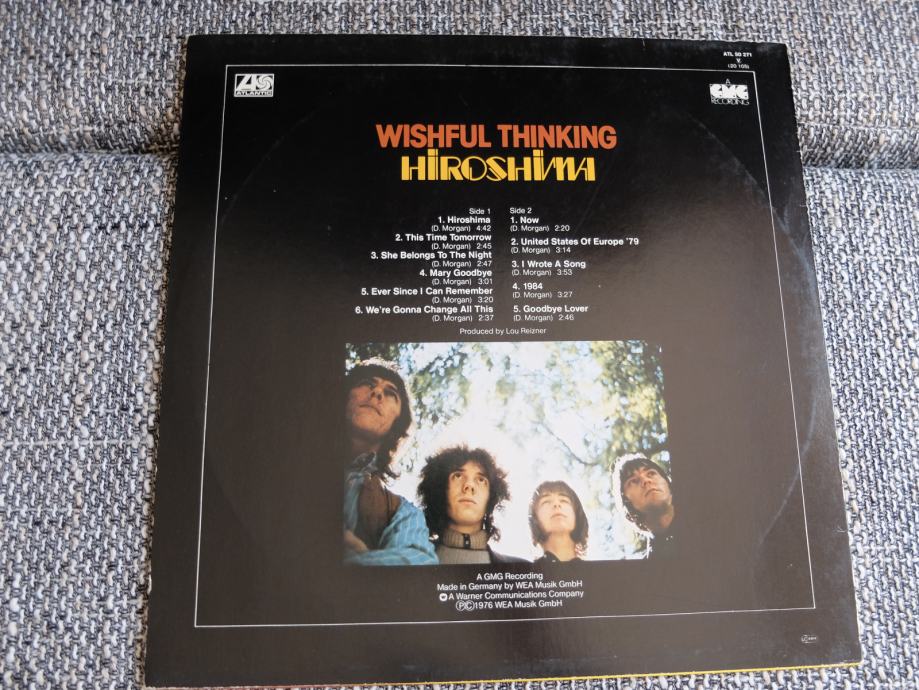 ATL 50 271
Y
(20 105)
ATLANTIC
A
GMG
RECORDING
WISHFUL THINKING
HIROSHIMA
Side 1
1. Hiroshima
(D. Morgan) 4:42
2. This Time Tomorrow
(D. Morgan) 2:45
3. She Belongs To The Night
(D. Morgan) 2:47
4. Mary Goodbye
(D. Morgan) 3:01
5. Ever Since I Can Remember
(D. Morgan) 3:20
6. We're Gonna Change All This
(D. Morgan) 2:37
Side 2
1. Now
(D. Morgan) 2:20
2. United States Of Europe '79
(D. Morgan) 3:14
3. I Wrote A Song
(D. Morgan) 3:53
4. 1984
(D. Morgan) 3:27
5. Goodbye Lover
(D. Morgan) 2:46
Produced by Lou Reizner
A GMG Recording
Made in Germany by WEA Musik GmbH
A Warner Communications Company
ⓅⒸ1976 WEA Musik GmbH